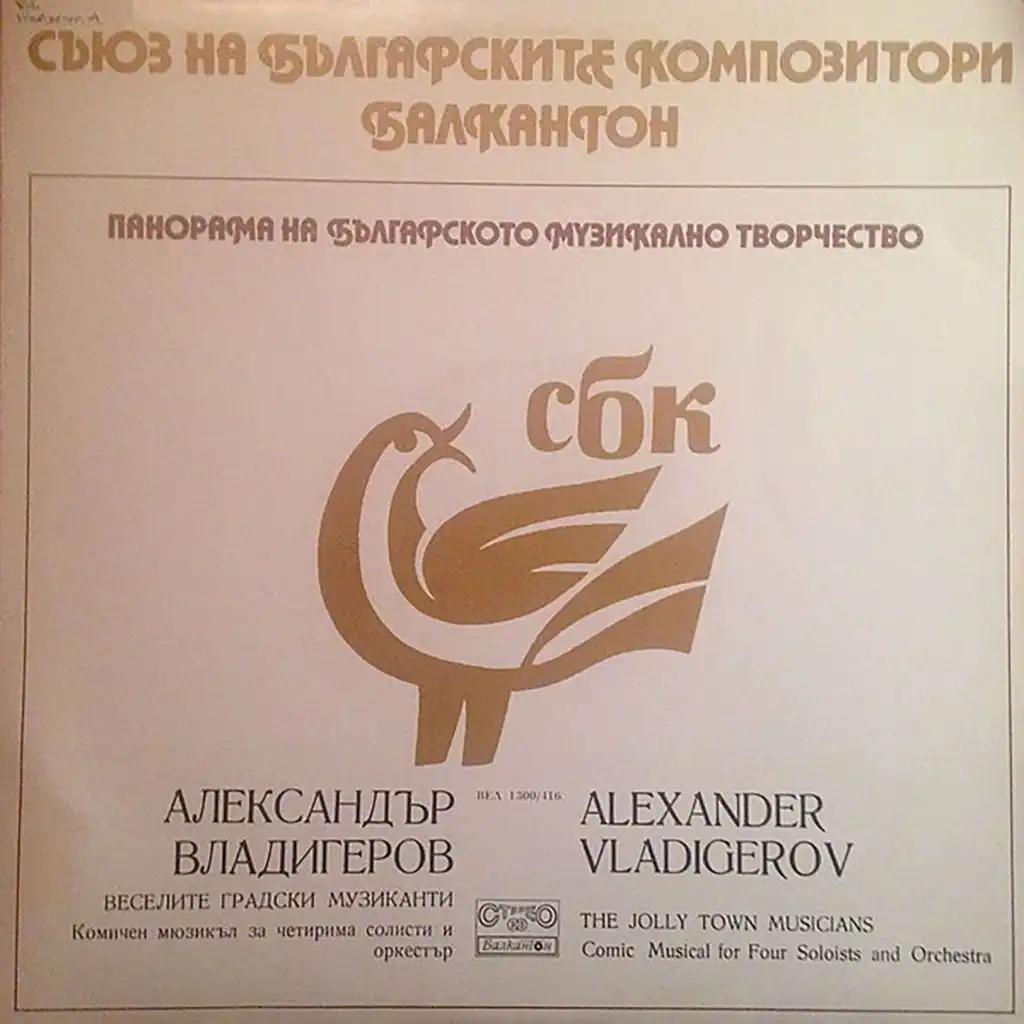 СЪЮЗ НА БЪЛГАРСКИТЕ КОМПОЗИТОРИ
БАЛКАНТОН
ПАНОРАМА НА БЪЛГАРСКОТО МУЗИКАЛНО ТВОРЧЕСТВО
сбк
АЛЕКСАНДЪР
ВЛАДИГЕРОВ
ВЕСЕЛИТЕ ГРАДСКИ МУЗИКАНТИ
Комичен мюзикъл за четирима солисти и
оркестър
ВЕА 1300/416
СТЕРЕО
33
Балкантон
ALEXANDER
VLADIGEROV
THE JOLLY TOWN MUSICIANS
Comic Musical for Four Soloists and Orchestra